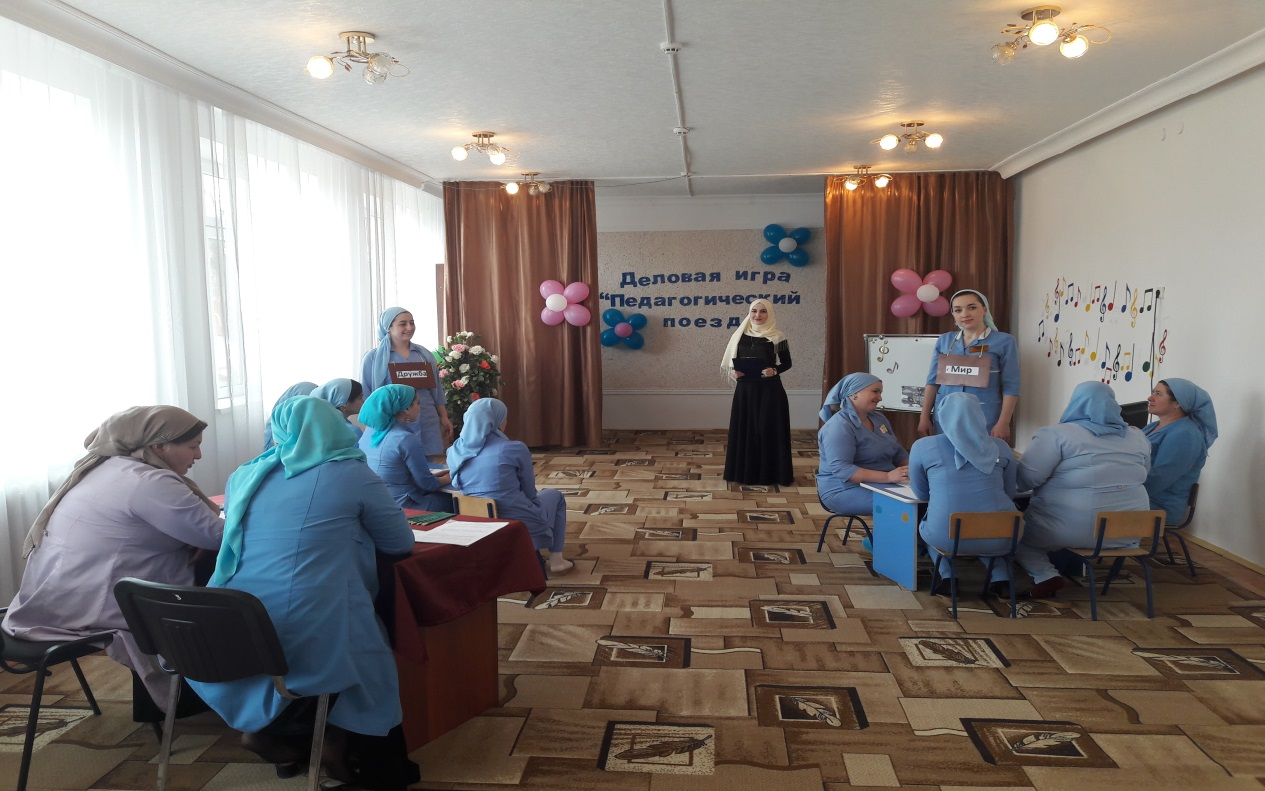 Деловая игра
"Педагогический
поезд
Дружба
Мир